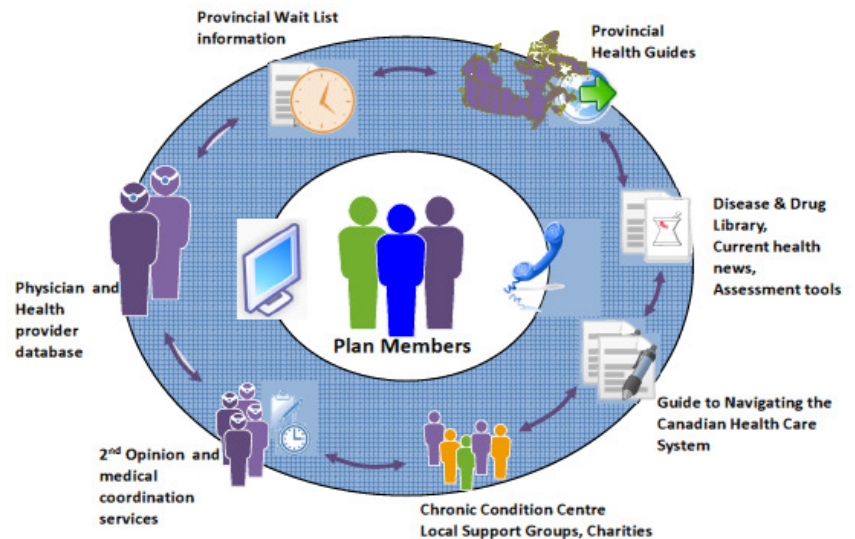 Provincial Wait List
information
Provincial
Health Guides
Disease & Drug
Library,
Current health
news,
Assessment tools
Guide to Navigating the
Canadian Health Care
System
Chronic Condition Centre
Local Support Groups, Charities
2nd Opinion and
medical
coordination
services
Physician and
Health
provider
database
Plan Members